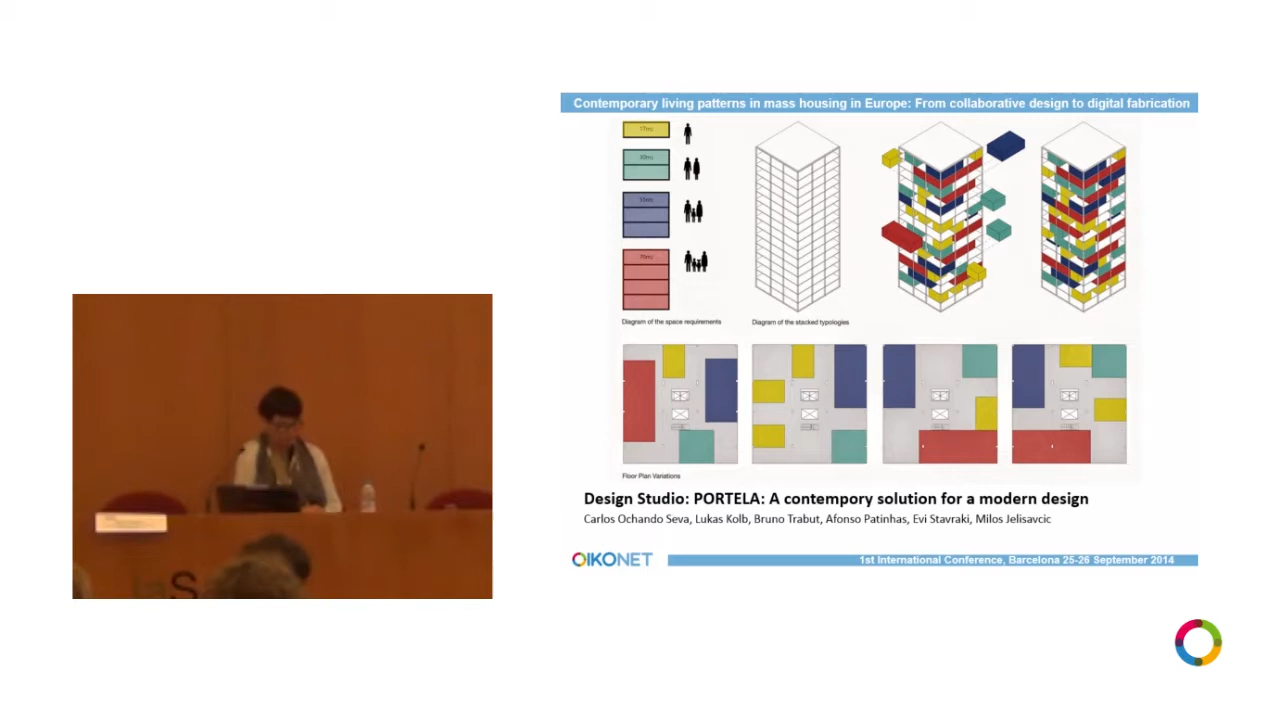 Contemporary living patterns in mass housing in Europe: From collaborative design to digital fabrication
Diagram of the space requirements
Diagram of the stacked typologies
Floor Plan Variations
Design Studio: PORTELA: A contempory solution for a modern design
Carlos Ochando Seva, Lukas Kolb, Bruno Trabut, Afonso Patinhas, Evi Stavraki, Milos Jelisavcic
OIKONET
1st International Conference, Barcelona 25-26 September 2014
laS